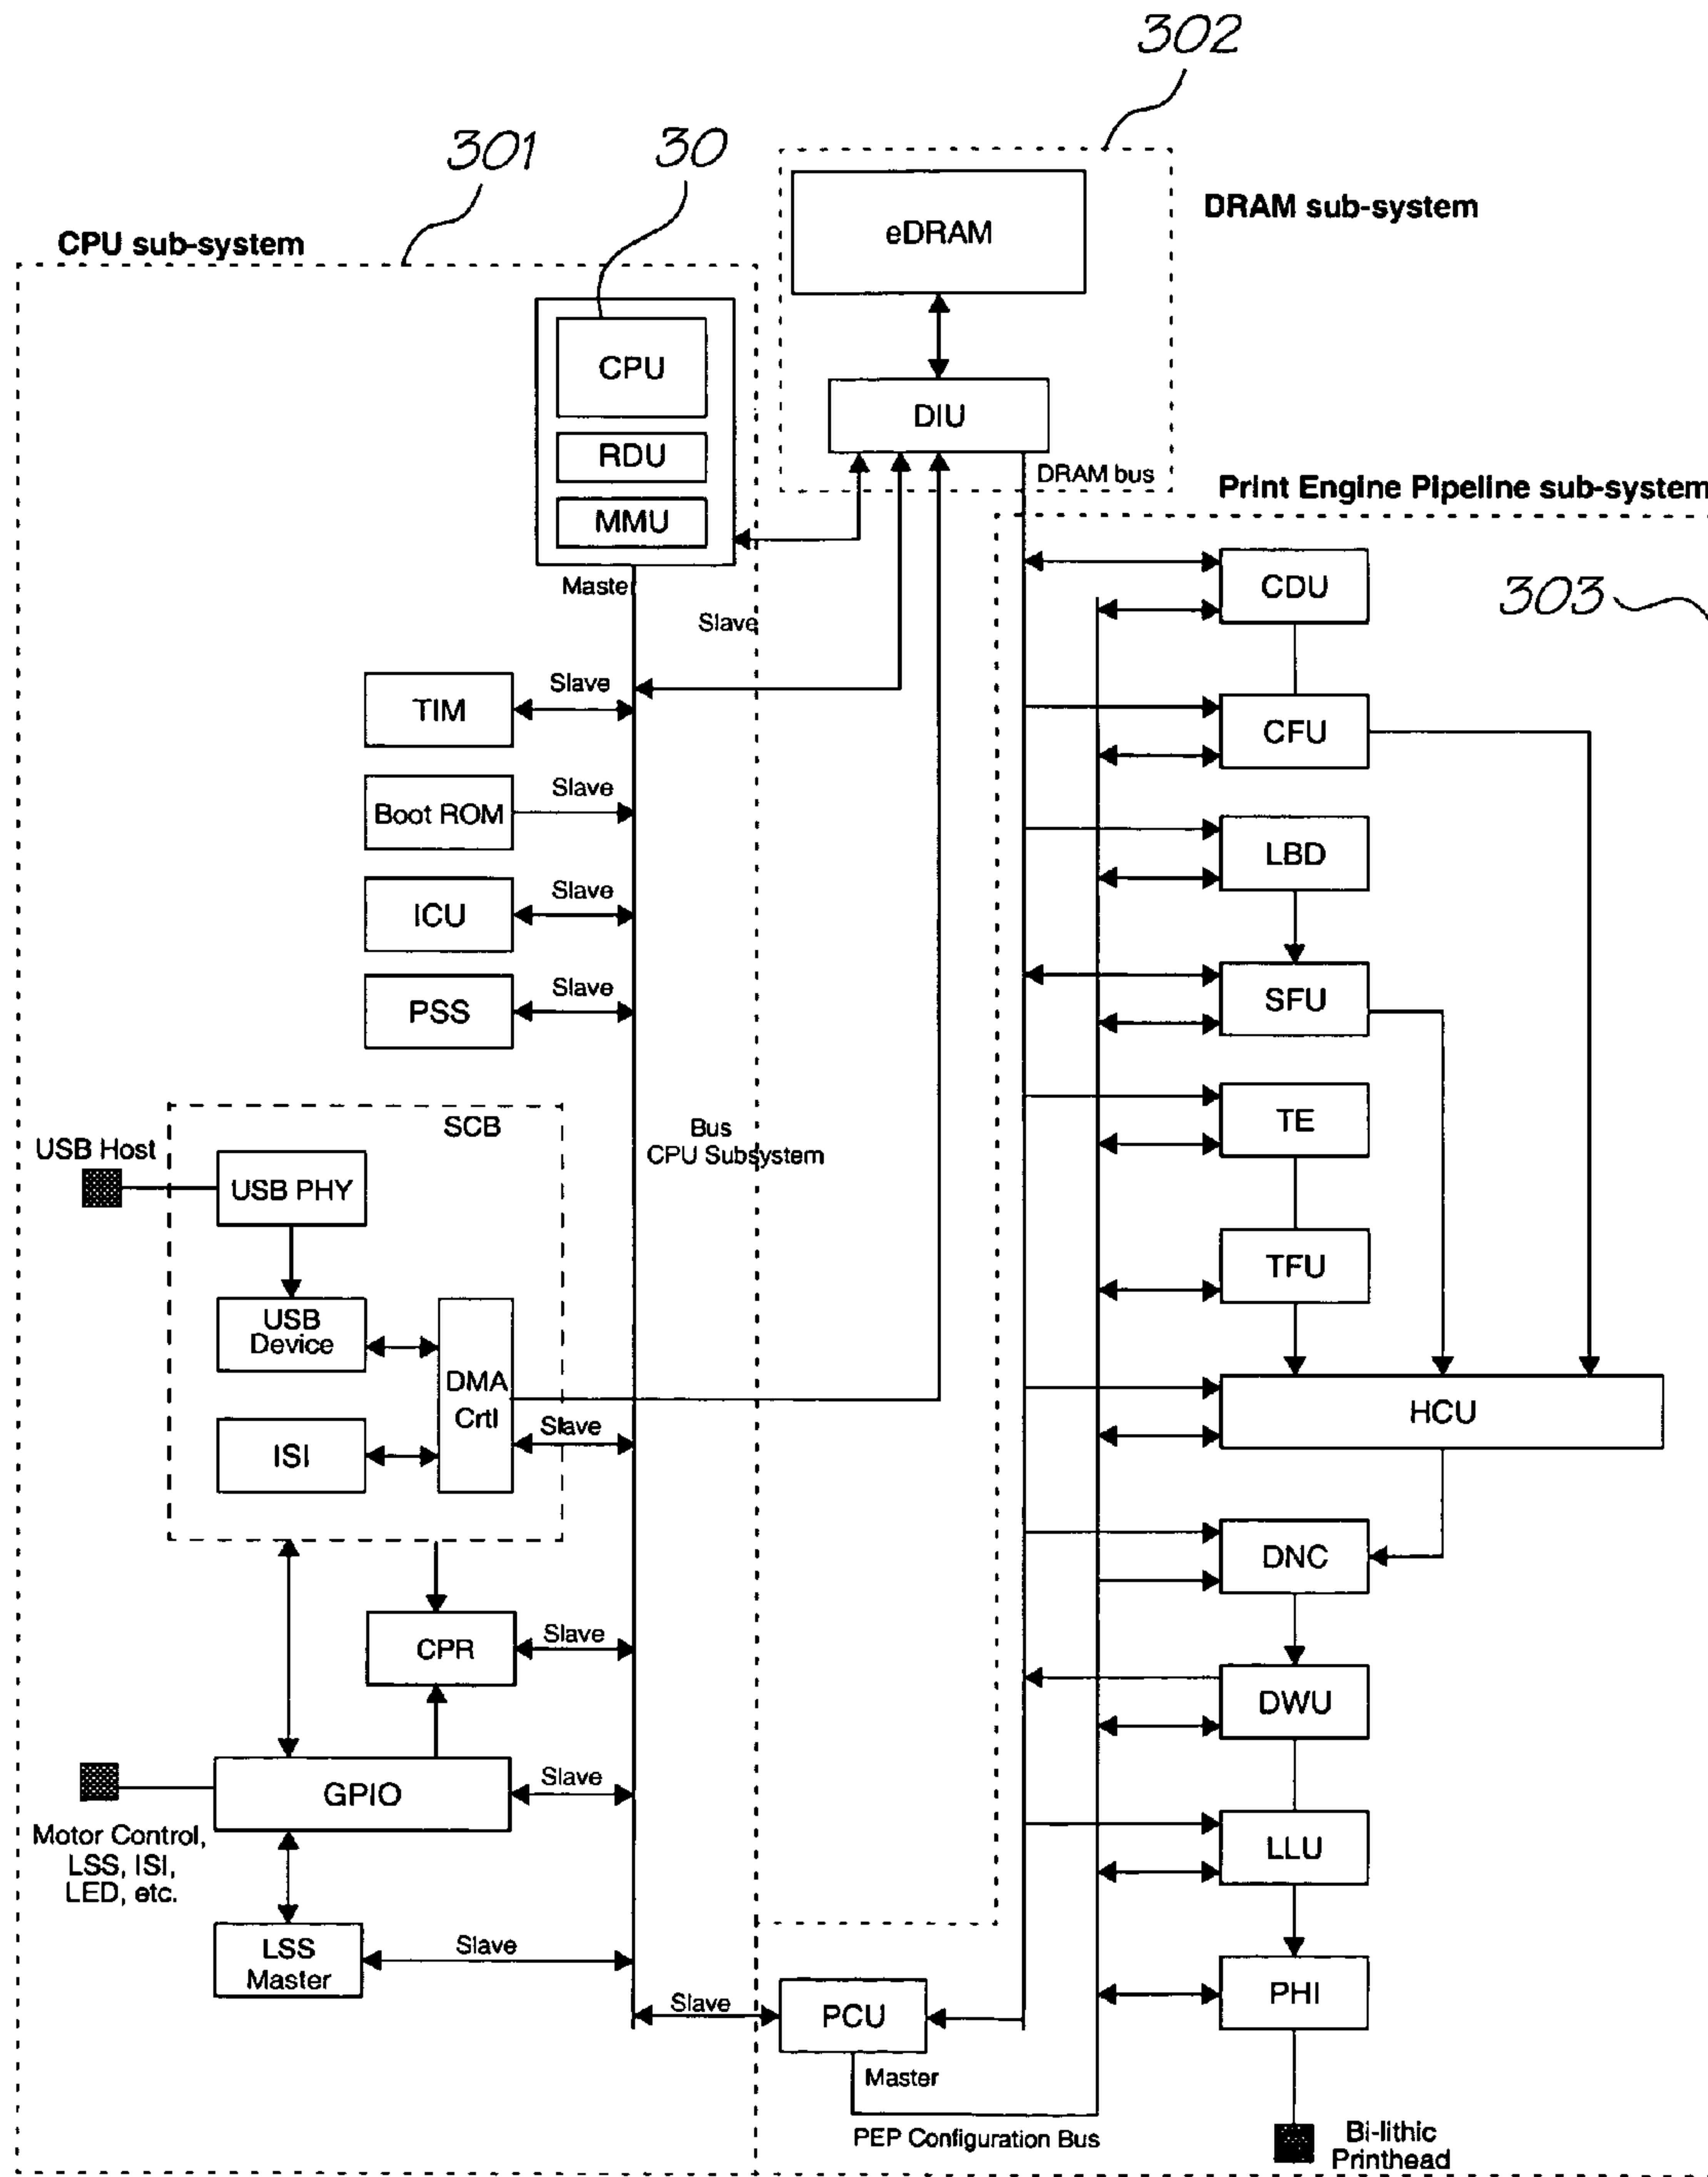 302
301
30
DRAM sub-system
CPU sub-system
eDRAM
CPU
DIU
RDU
DRAM bus
Print Engine Pipeline sub-system
MMU
Master
CDU
303
Slave
TIM
Slave
CFU
Boot ROM
Slave
LBD
ICU
Slave
PSS
Slave
SFU
SCB
Bus
CPU Subsystem
TE
USB Host
USB PHY
TFU
USB
Device
DMA
Crtl
HCU
Slave
ISI
DNC
CPR
Slave
DWU
GPIO
Slave
Motor Control,
LSS, ISI,
LED, etc.
LLU
LSS
Master
Slave
PHI
Slave
PCU
Master
PEP Configuration Bus
Bi-lithic
Printhead